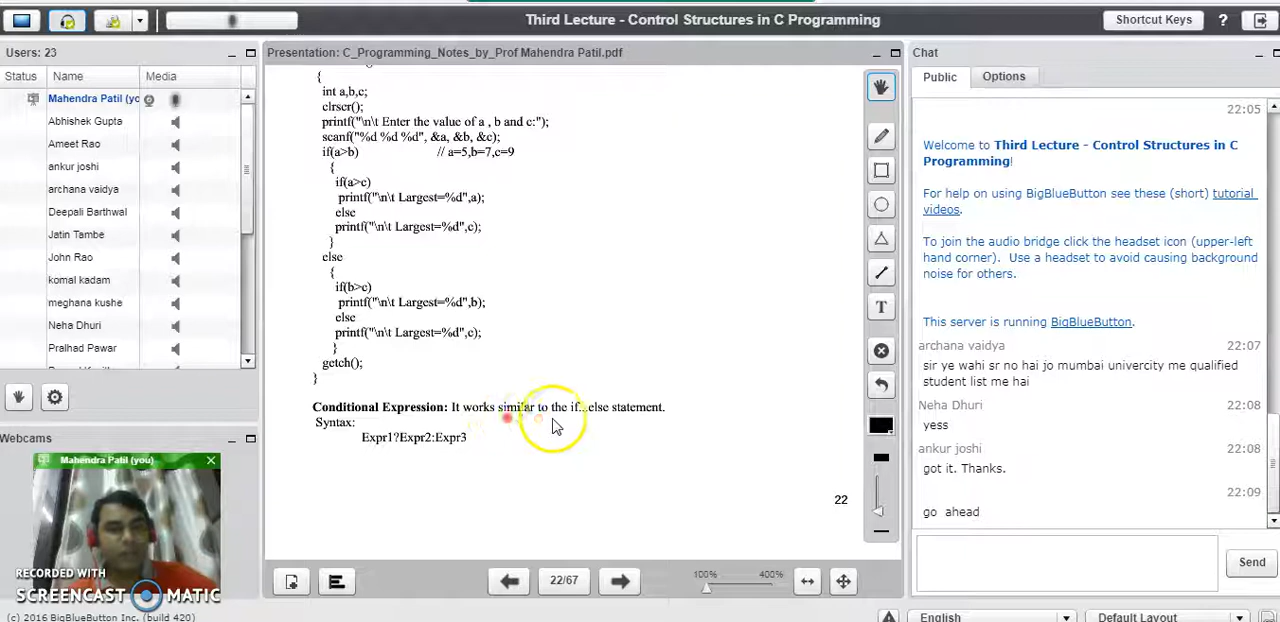 Third Lecture - Control Structures in C Programming
Shortcut Keys
?
Users: 23
Status Name Media
Mahendra Patil (yo
Abhishek Gupta
Ameet Rao
ankur joshi
archana vaidya
Deepali Barthwal
Jatin Tambe
John Rao
komal kadam
meghana kushe
Neha Dhuri
Pralhad Pawar
Webcams
Mahendra Patil (you)
RECORDED WITH
SCREENCAST MATIC
(c) 2016 BigBlueButton Inc. (build 420)
Presentation: C_Programming_Notes_by_Prof Mahendra Patil.pdf
{
int a,b,c;
clrscr();
printf("\n\t Enter the value of a , b and c:");
scanf("%d %d %d", &a, &b, &c);
if(a>b) // a=5,b=7,c=9
{
if(a>c)
printf("\n\t Largest=%d",a);
else
printf("\n\t Largest=%d",c);
}
else
{
if(b>c)
printf("\n\t Largest=%d",b);
else
printf("\n\t Largest=%d",c);
}
getch();
}
Conditional Expression: It works similar to the if...else statement.
Syntax:
Expr1?Expr2:Expr3
22
T
22/67
100% 400%
Chat
Public Options
22:05
Welcome to Third Lecture - Control Structures in C
Programming!
For help on using BigBlueButton see these (short) tutorial
videos.
To join the audio bridge click the headset icon (upper-left
hand corner). Use a headset to avoid causing background
noise for others.
This server is running BigBlueButton.
archana vaidya 22:07
sir ye wahi sr no hai jo mumbai univercity me qualified
student list me hai
Neha Dhuri 22:08
yess
ankur joshi 22:08
got it. Thanks.
22:09
go ahead
Send
English
Default Layout